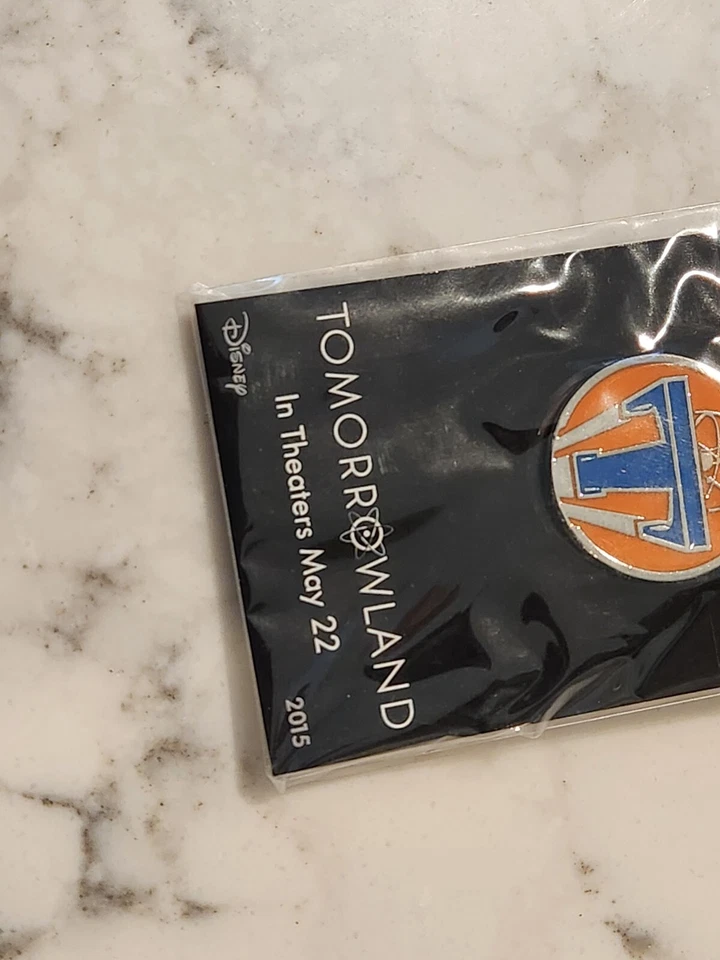 T
TOMORROWLAND
In Theaters May 22
Disney
2015